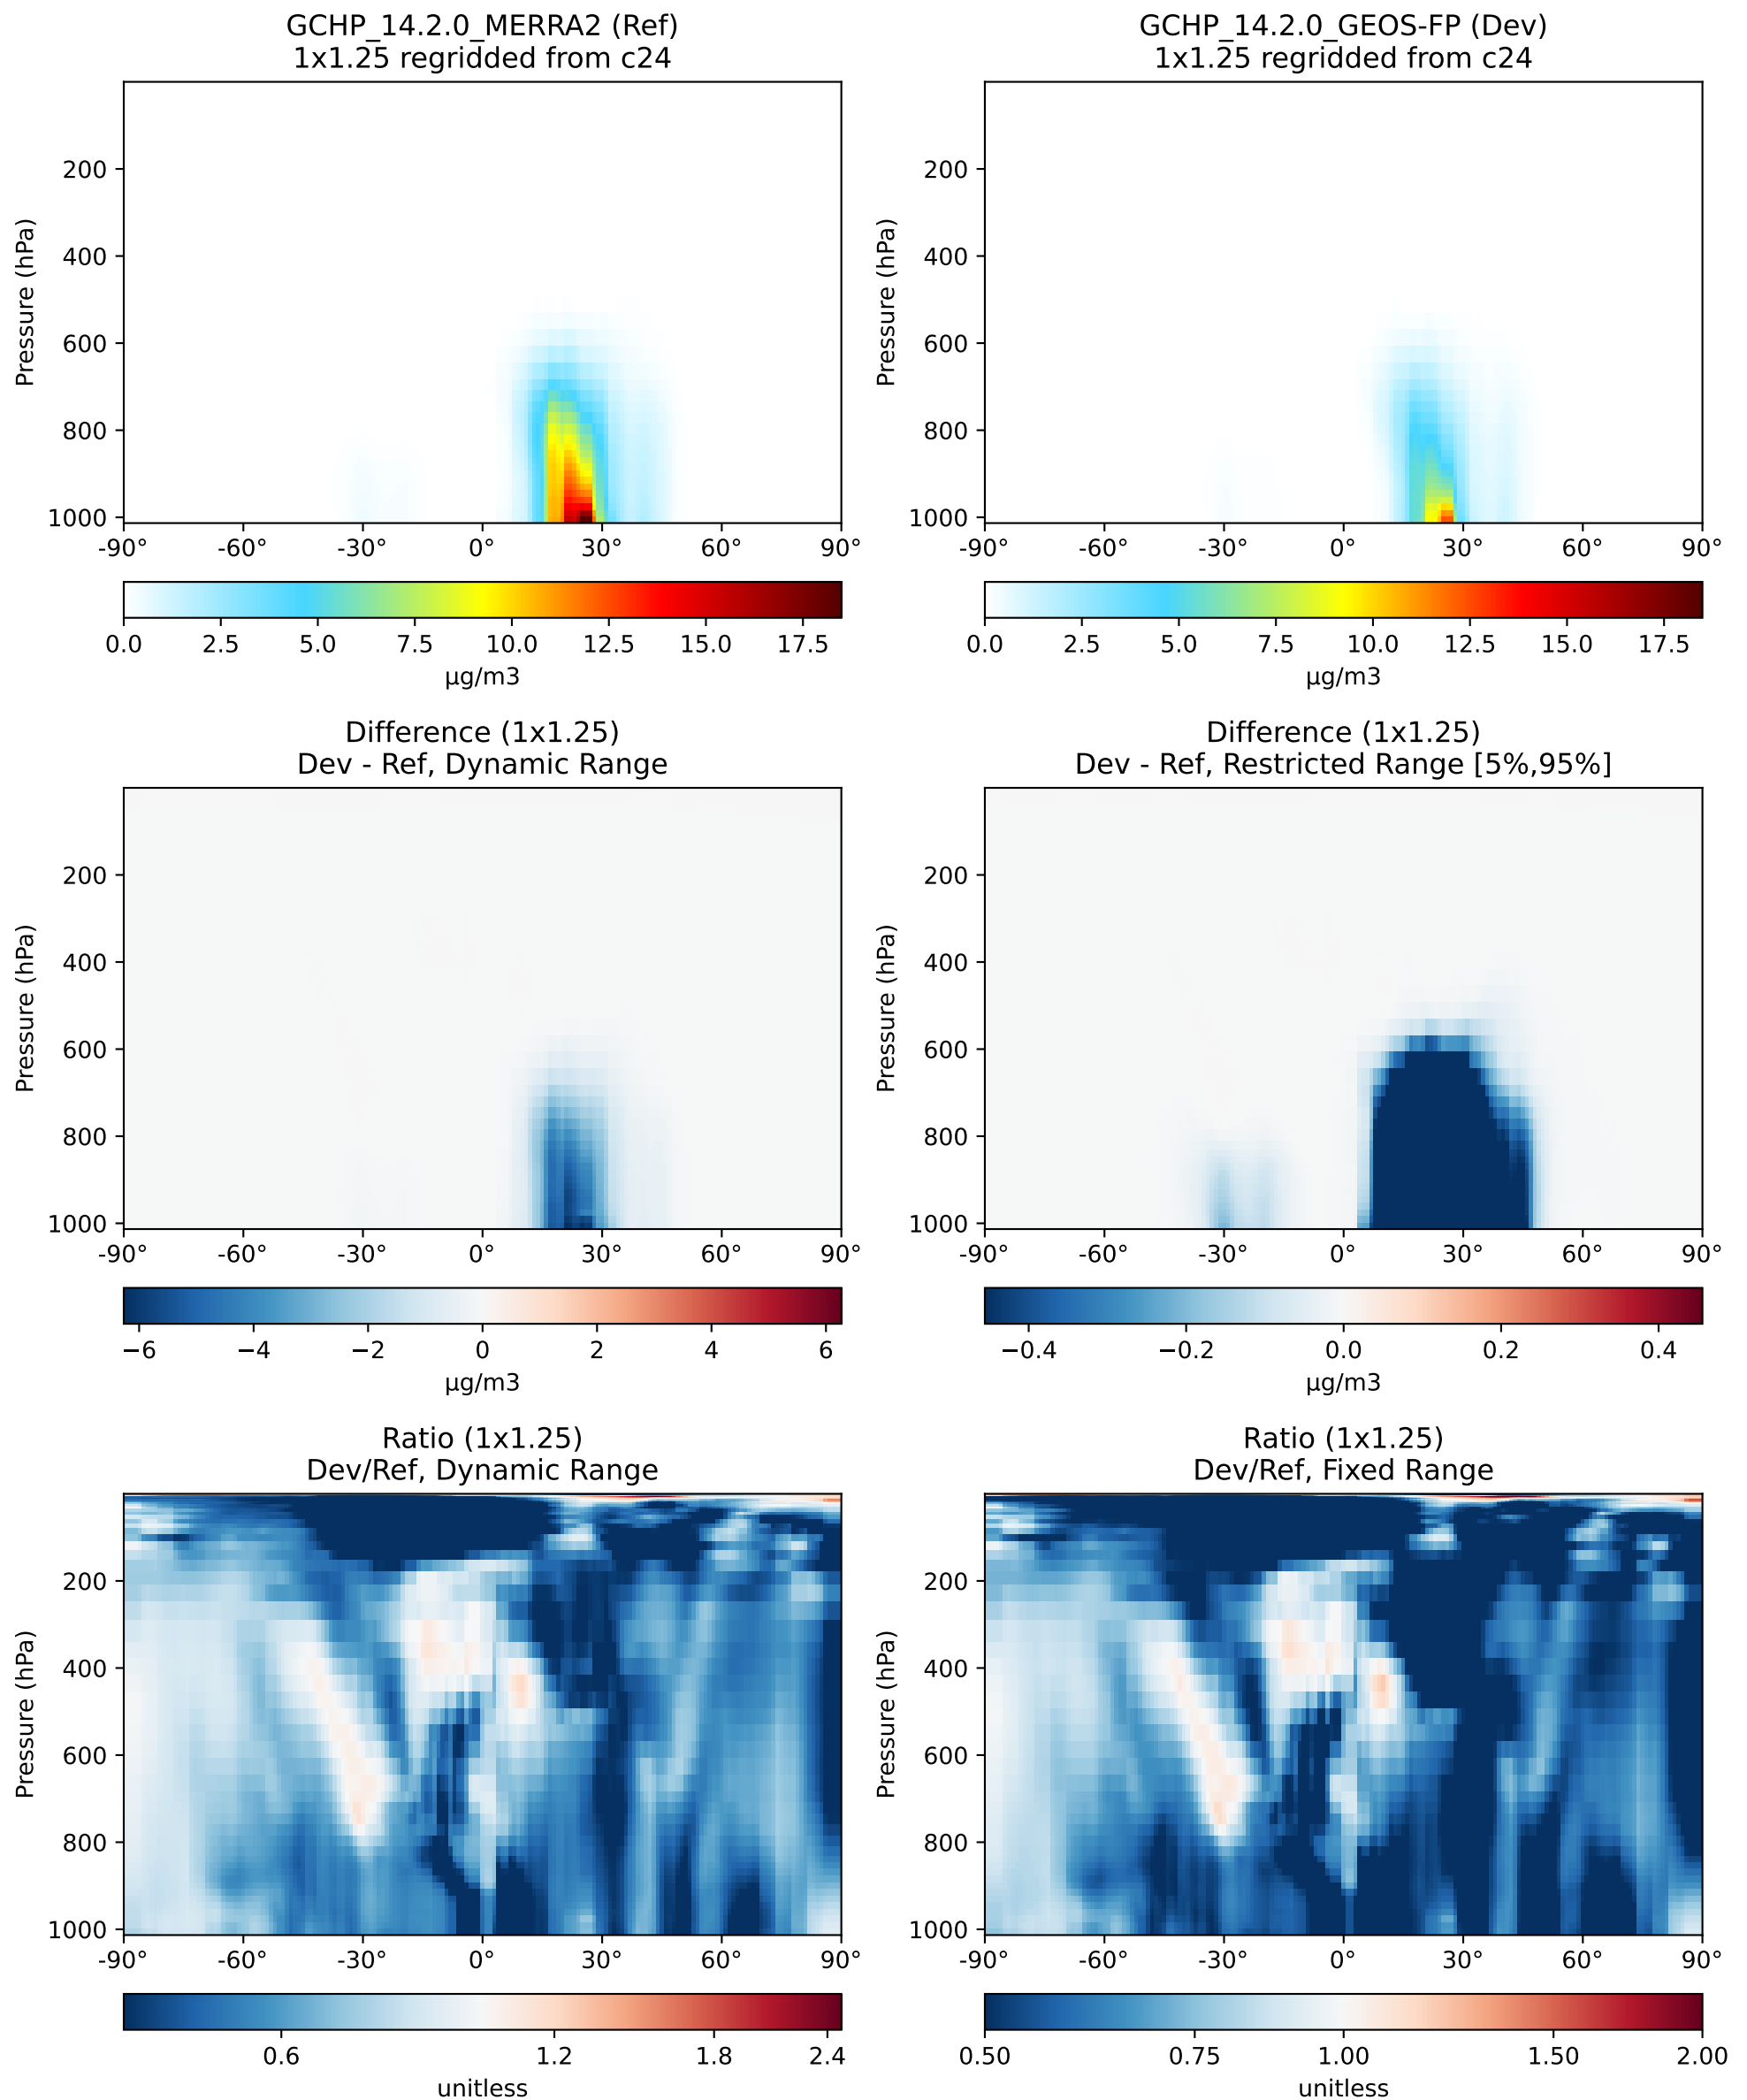 GCHP_14.2.0_MERRA2 (Ref)
1x1.25 regridded from c24
Pressure (hPa)
200
400
600
800
1000
-90° -60° -30° 0° 30° 60° 90°
0.0 2.5 5.0 7.5 10.0 12.5 15.0 17.5
µg/m3
GCHP_14.2.0_GEOS-FP (Dev)
1x1.25 regridded from c24
Pressure (hPa)
200
400
600
800
1000
-90° -60° -30° 0° 30° 60° 90°
0.0 2.5 5.0 7.5 10.0 12.5 15.0 17.5
µg/m3
Difference (1x1.25)
Dev - Ref, Dynamic Range
Pressure (hPa)
200
400
600
800
1000
-90° -60° -30° 0° 30° 60° 90°
−6 −4 −2 0 2 4 6
µg/m3
Difference (1x1.25)
Dev - Ref, Restricted Range [5%,95%]
Pressure (hPa)
200
400
600
800
1000
-90° -60° -30° 0° 30° 60° 90°
−0.4 −0.2 0.0 0.2 0.4
µg/m3
Ratio (1x1.25)
Dev/Ref, Dynamic Range
Pressure (hPa)
200
400
600
800
1000
-90° -60° -30° 0° 30° 60° 90°
0.6 1.2 1.8 2.4
unitless
Ratio (1x1.25)
Dev/Ref, Fixed Range
Pressure (hPa)
200
400
600
800
1000
-90° -60° -30° 0° 30° 60° 90°
0.50 0.75 1.00 1.50 2.00
unitless